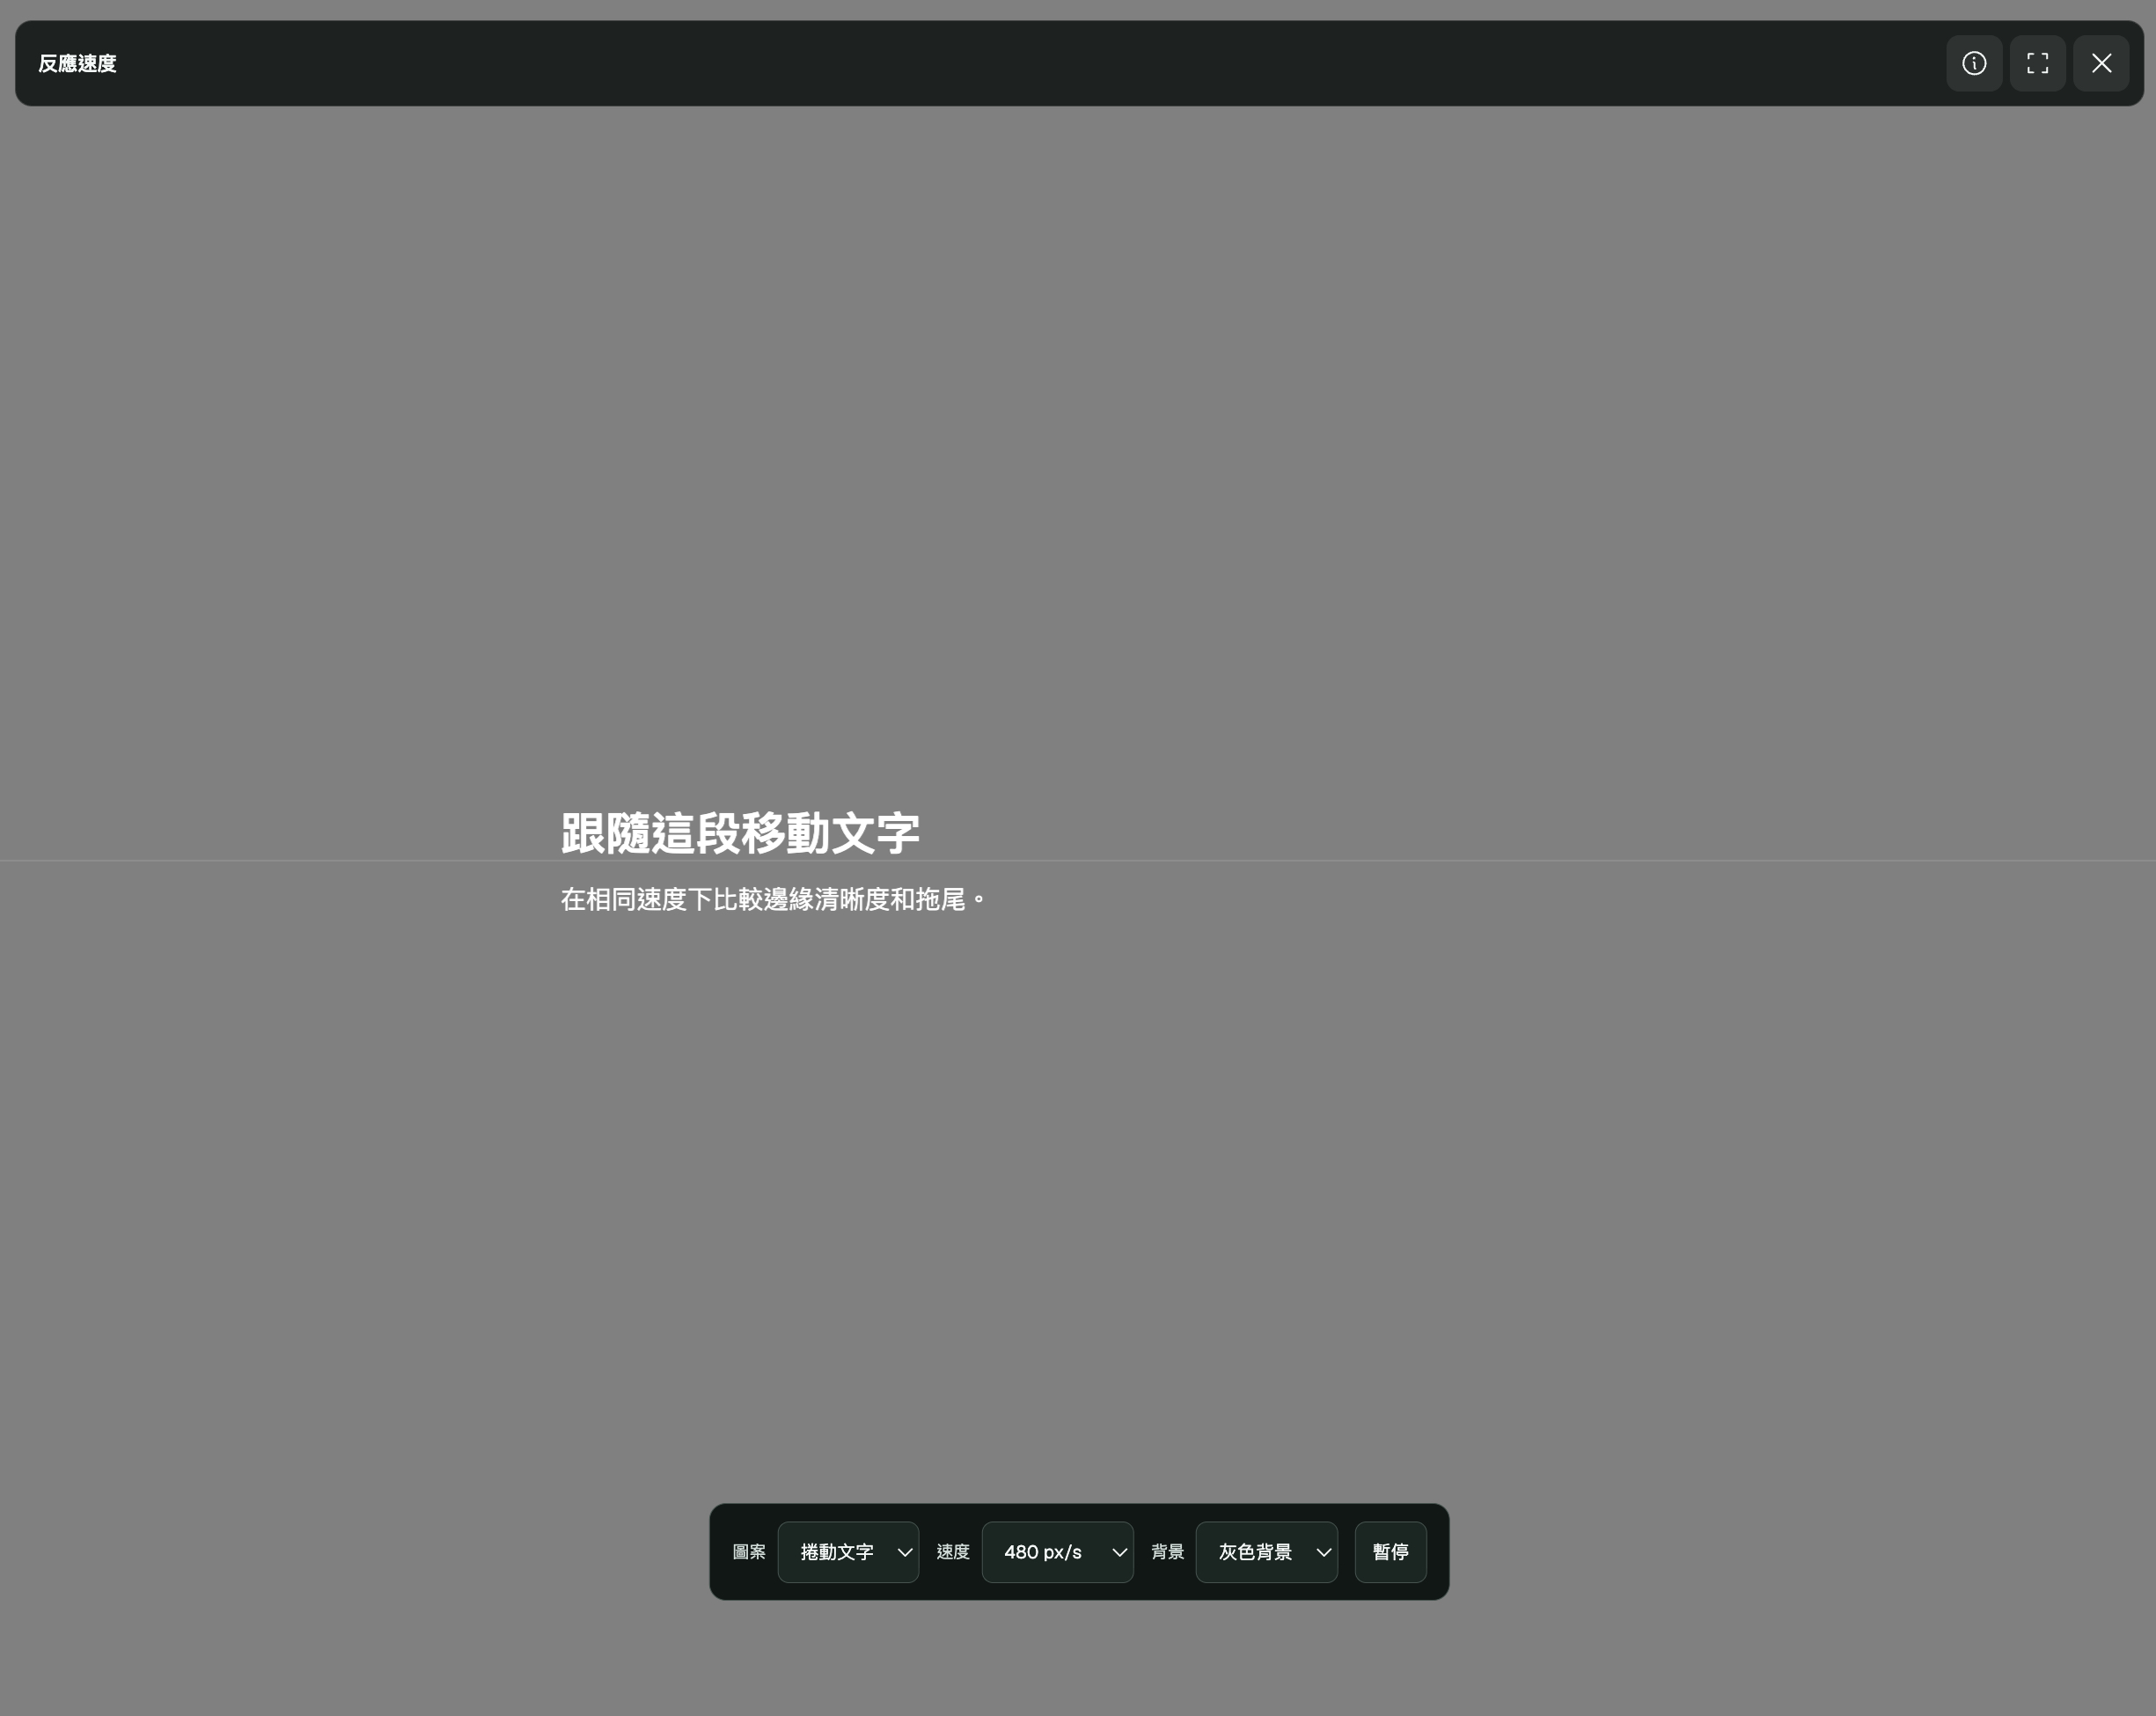 反應速度
眼隨這段移動文字
在相同速度下比較邊緣清晰度和拖尾。
圖案 捲動文字 速度 480 px/s 背景 灰色背景 暫停